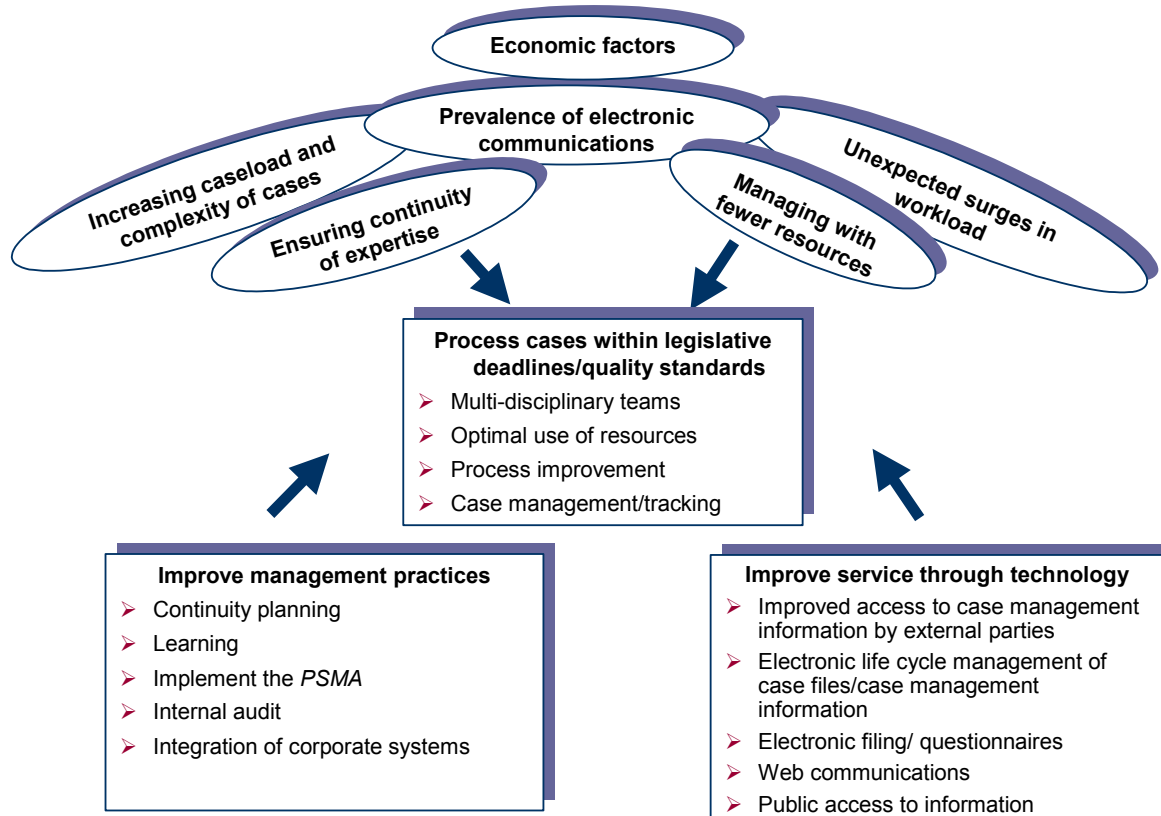 Economic factors
Prevalence of electronic
communications
Increasing caseload and
complexity of cases
Ensuring continuity
of expertise
Managing with
fewer resources
Unexpected surges in
workload
Process cases within legislative
deadlines/quality standards
➢ Multi-disciplinary teams
➢ Optimal use of resources
➢ Process improvement
➢ Case management/tracking
Improve management practices
➢ Continuity planning
➢ Learning
➢ Implement the PSMA
➢ Internal audit
➢ Integration of corporate systems
Improve service through technology
➢ Improved access to case management
information by external parties
➢ Electronic life cycle management of
case files/case management
information
➢ Electronic filing/ questionnaires
➢ Web communications
➢ Public access to information